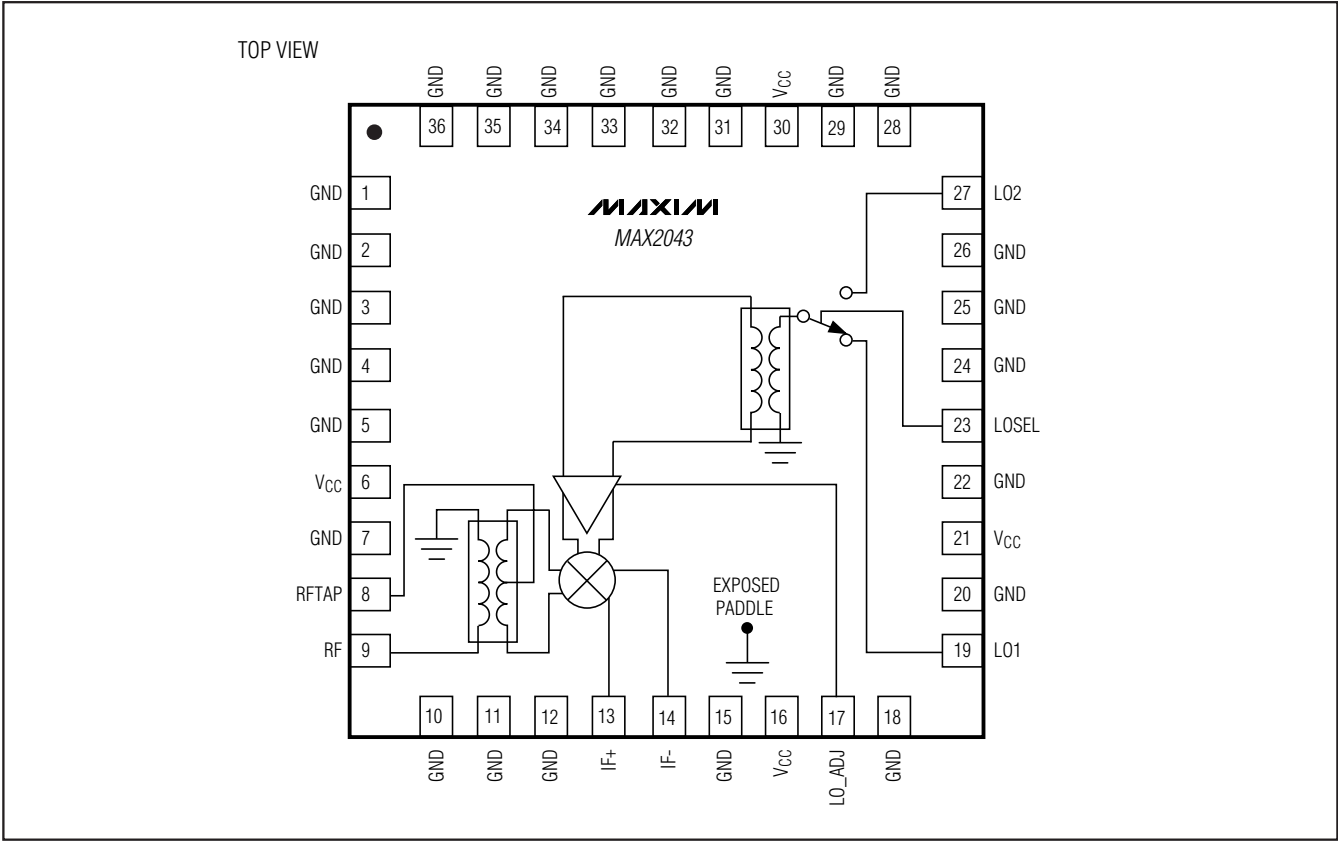 TOP VIEW
GND GND GND GND GND GND VCC GND GND
36 35 34 33 32 31 30 29 28
MAXIM
MAX2043
GND 1
GND 2
GND 3
GND 4
GND 5
VCC 6
GND 7
RFTAP 8
RF 9
27 LO2
26 GND
25 GND
24 GND
23 LOSEL
22 GND
21 VCC
20 GND
19 LO1
EXPOSED
PADDLE
10 11 12 13 14 15 16 17 18
GND GND GND IF+ IF- GND VCC LO_ADJ GND